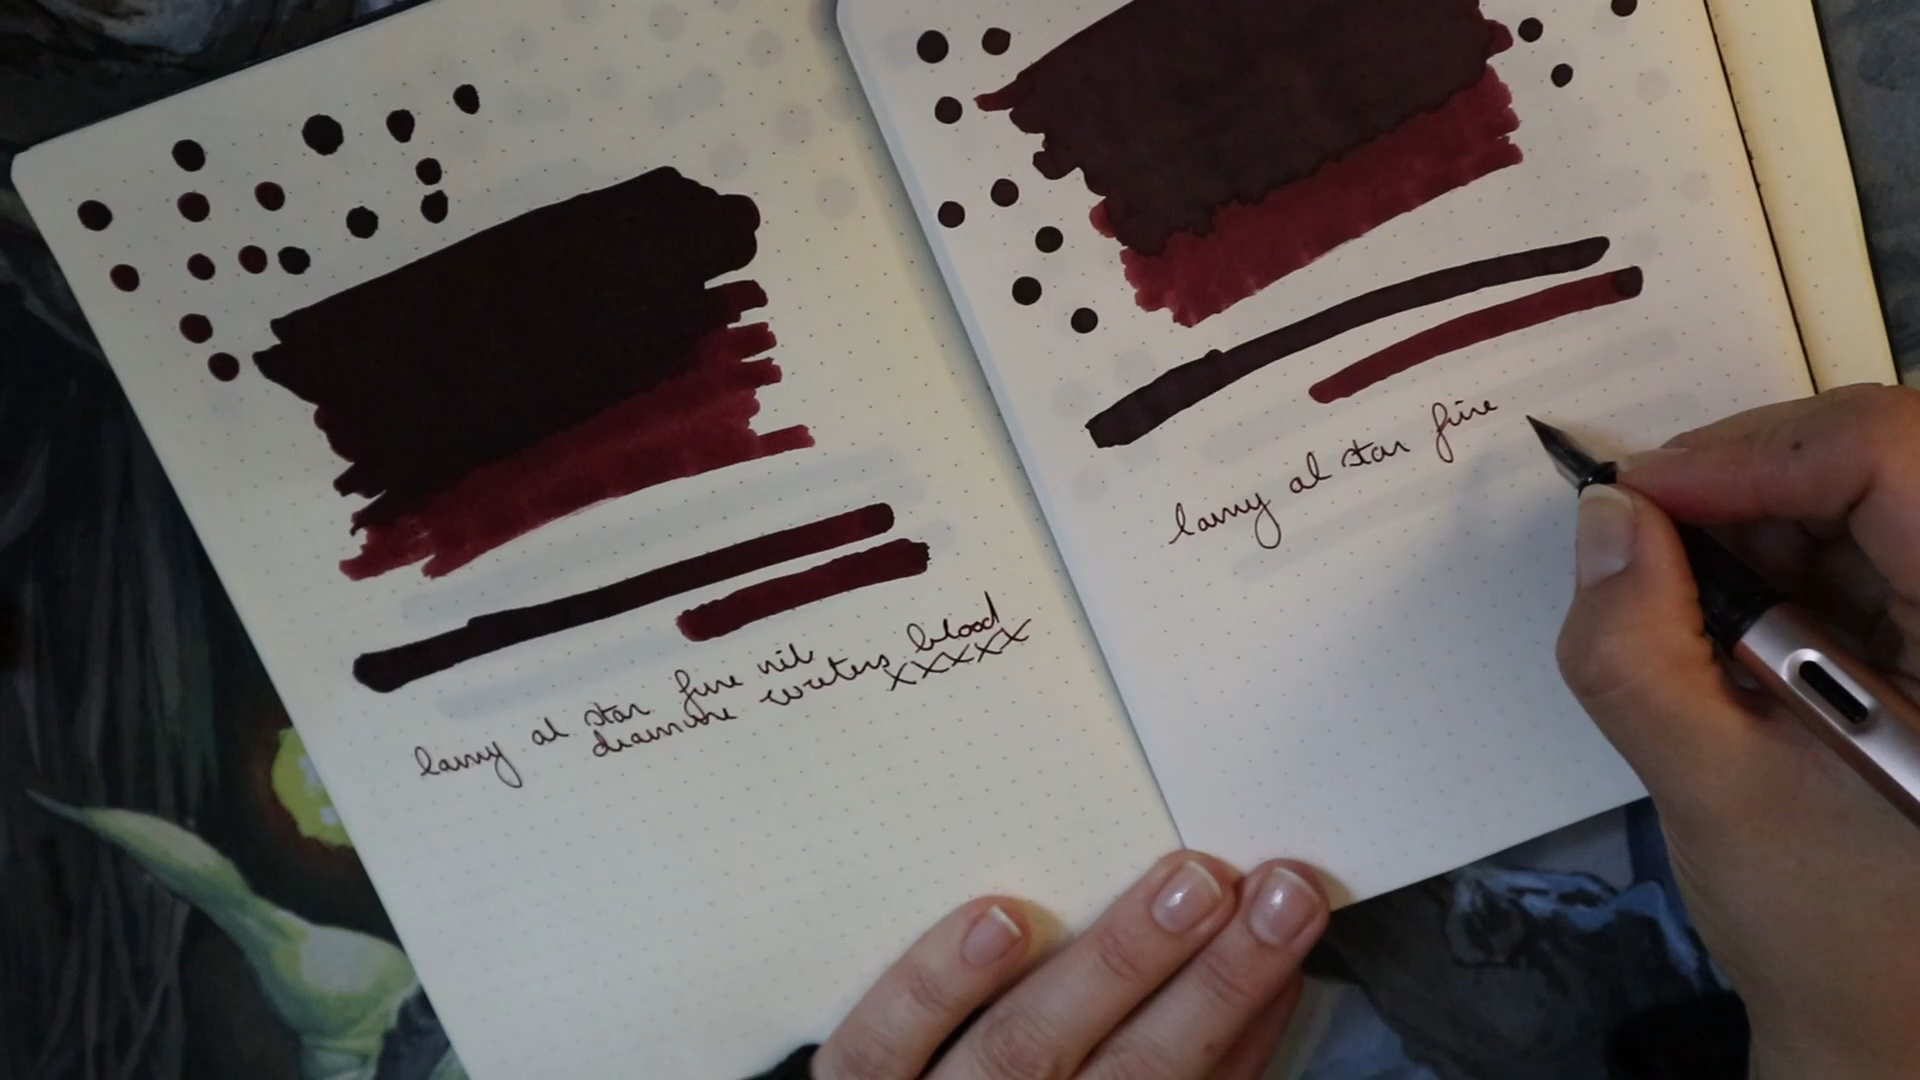 lamy al star fine nib
diamine writers blood
xxxxx
lamy al star fine